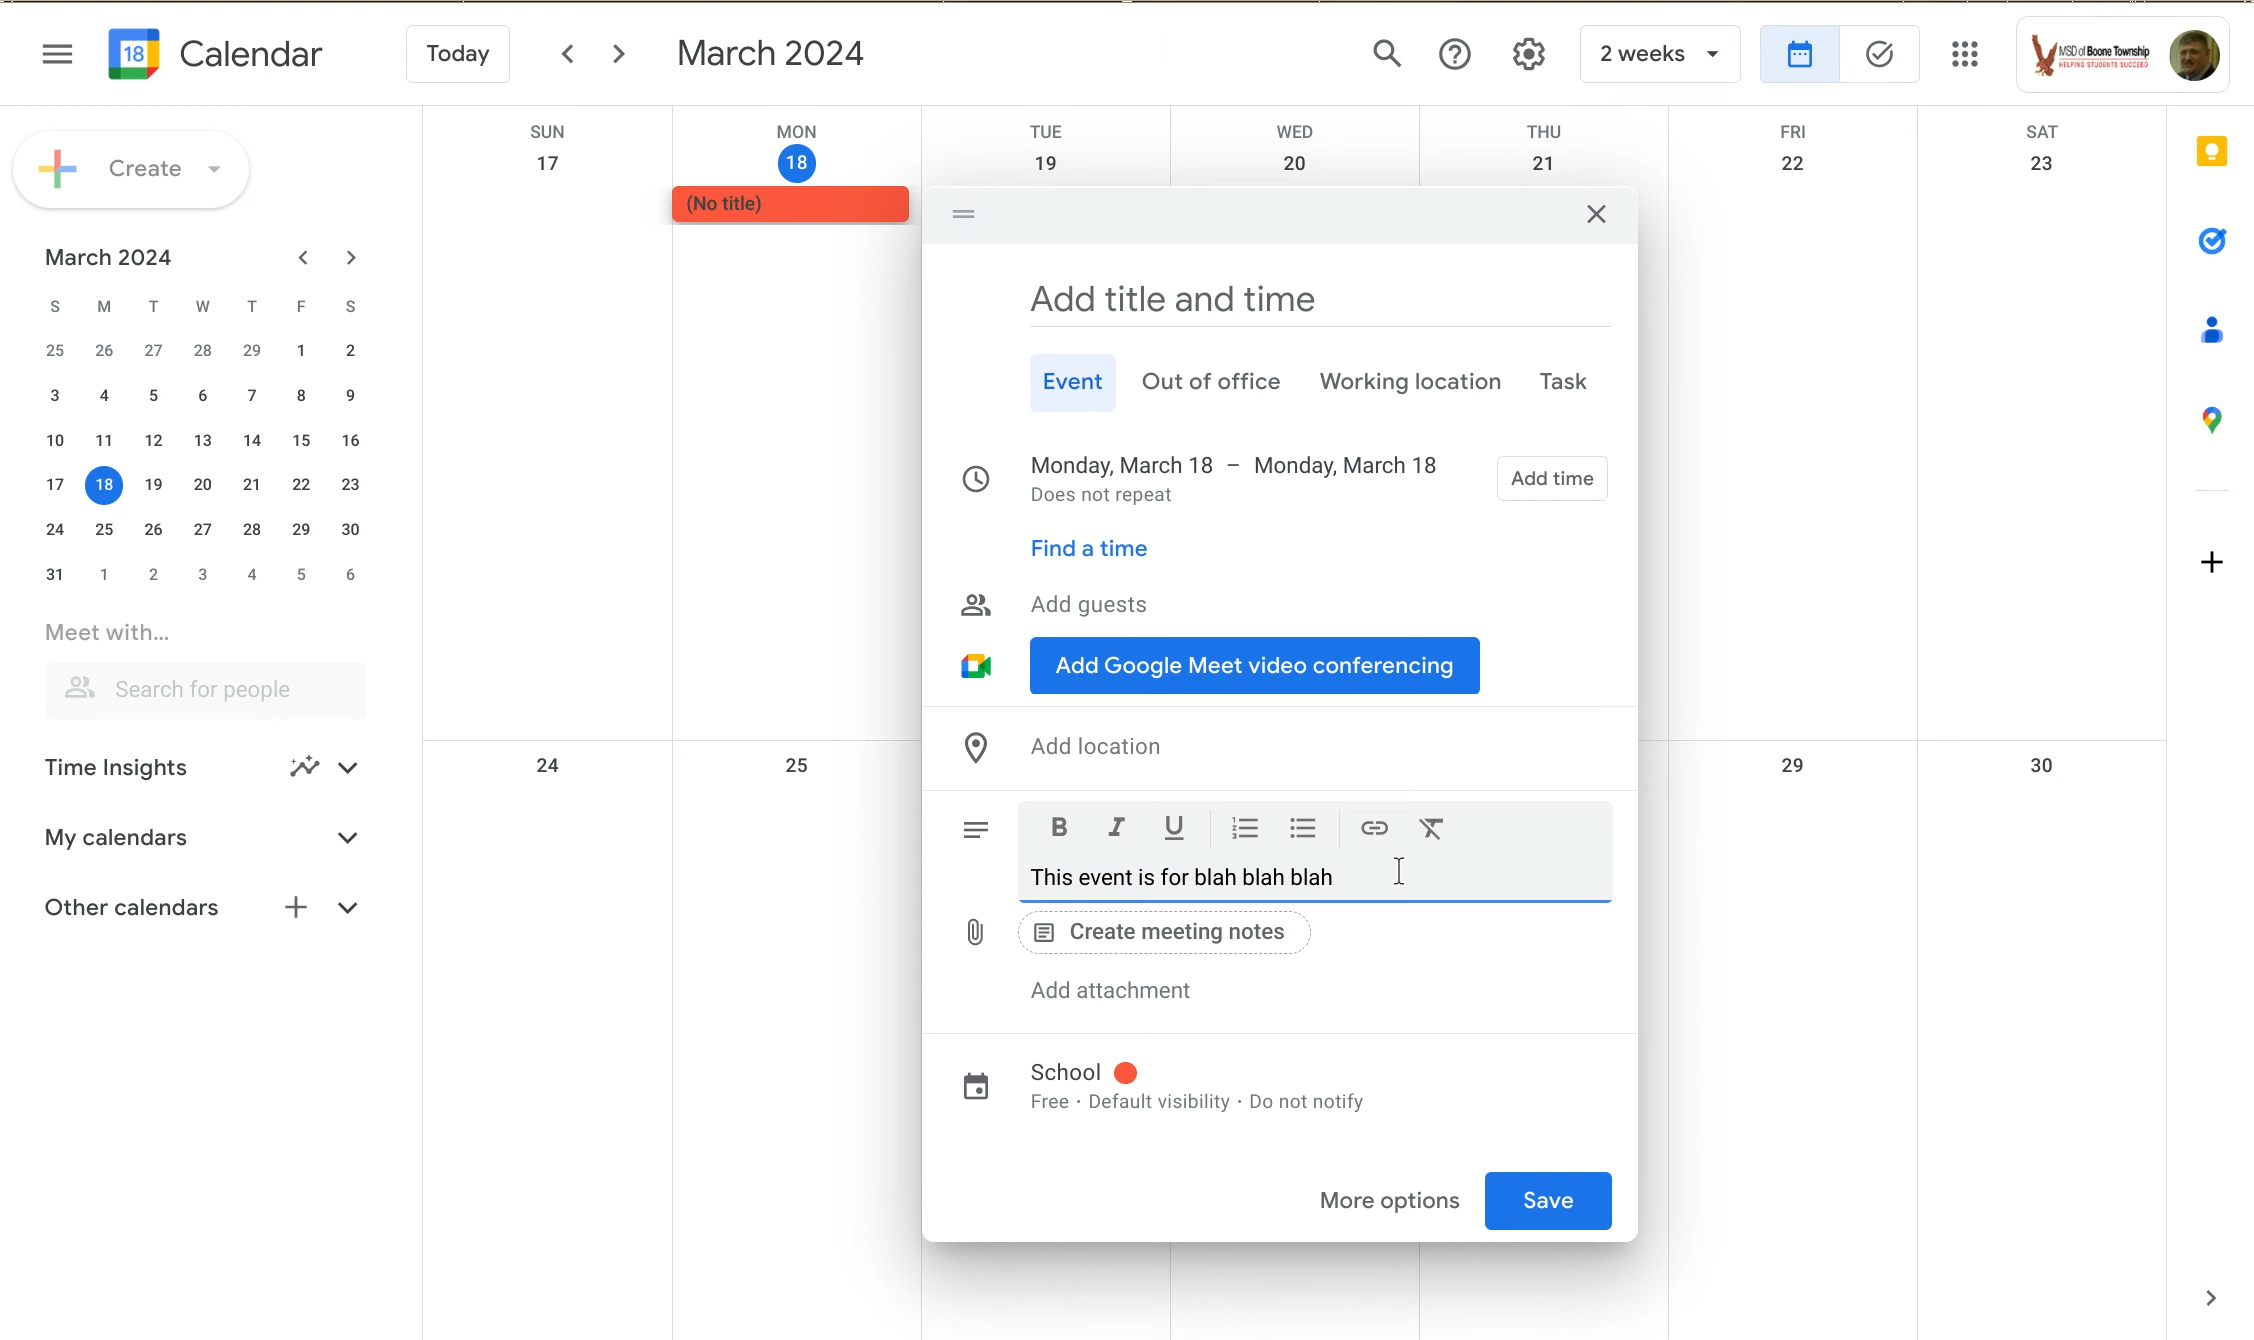 18 Calendar Today March 2024 2 weeks MSD of Boone Township
HELPING STUDENTS SUCCEED
SUN MON TUE WED THU FRI SAT
17 18 19 20 21 22 23
Create
(No title)
March 2024
S M T W T F S
25 26 27 28 29 1 2
3 4 5 6 7 8 9
10 11 12 13 14 15 16
17 18 19 20 21 22 23
24 25 26 27 28 29 30
31 1 2 3 4 5 6
Meet with...
Search for people
Time Insights
My calendars
Other calendars
Add title and time
Event Out of office Working location Task
Monday, March 18 – Monday, March 18
Does not repeat
Add time
Find a time
Add guests
Add Google Meet video conferencing
Add location
B I U
This event is for blah blah blah
Create meeting notes
Add attachment
School
Free · Default visibility · Do not notify
More options Save
24 25 29 30